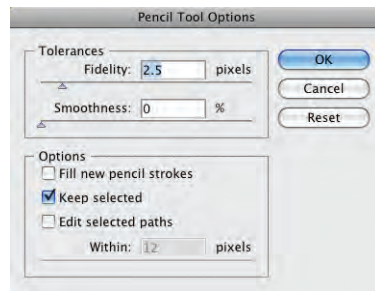 Pencil Tool Options
Tolerances
Fidelity: 2.5 pixels
Smoothness: 0 %
OK
Cancel
Reset
Options
Fill new pencil strokes
Keep selected
Edit selected paths
Within: 12 pixels